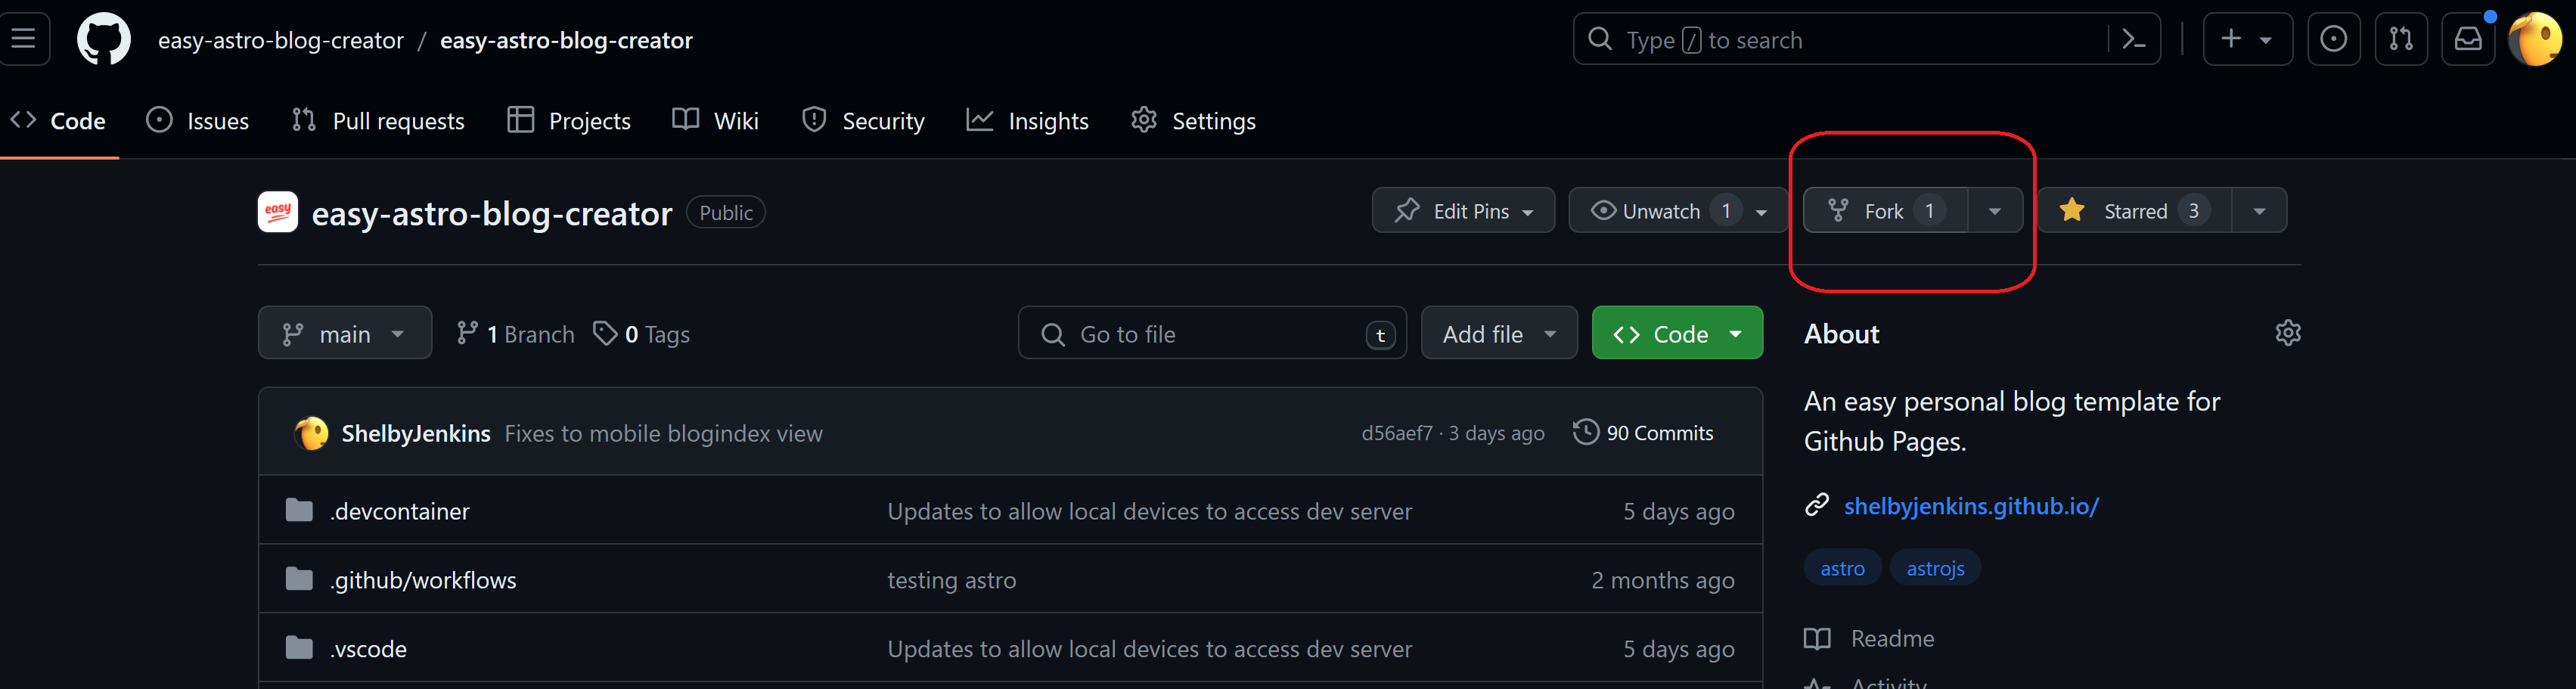 easy-astro-blog-creator / easy-astro-blog-creator
Type / to search
Code Issues Pull requests Projects Wiki Security Insights Settings
easy easy-astro-blog-creator Public
Edit Pins Unwatch 1 Fork 1 Starred 3
main 1 Branch 0 Tags Go to file t Add file Code
About
An easy personal blog template for
Github Pages.
shelbyjenkins.github.io/
astro astrojs
Readme
Activity
ShelbyJenkins Fixes to mobile blogindex view d56aef7 · 3 days ago 90 Commits
.devcontainer Updates to allow local devices to access dev server 5 days ago
.github/workflows testing astro 2 months ago
.vscode Updates to allow local devices to access dev server 5 days ago